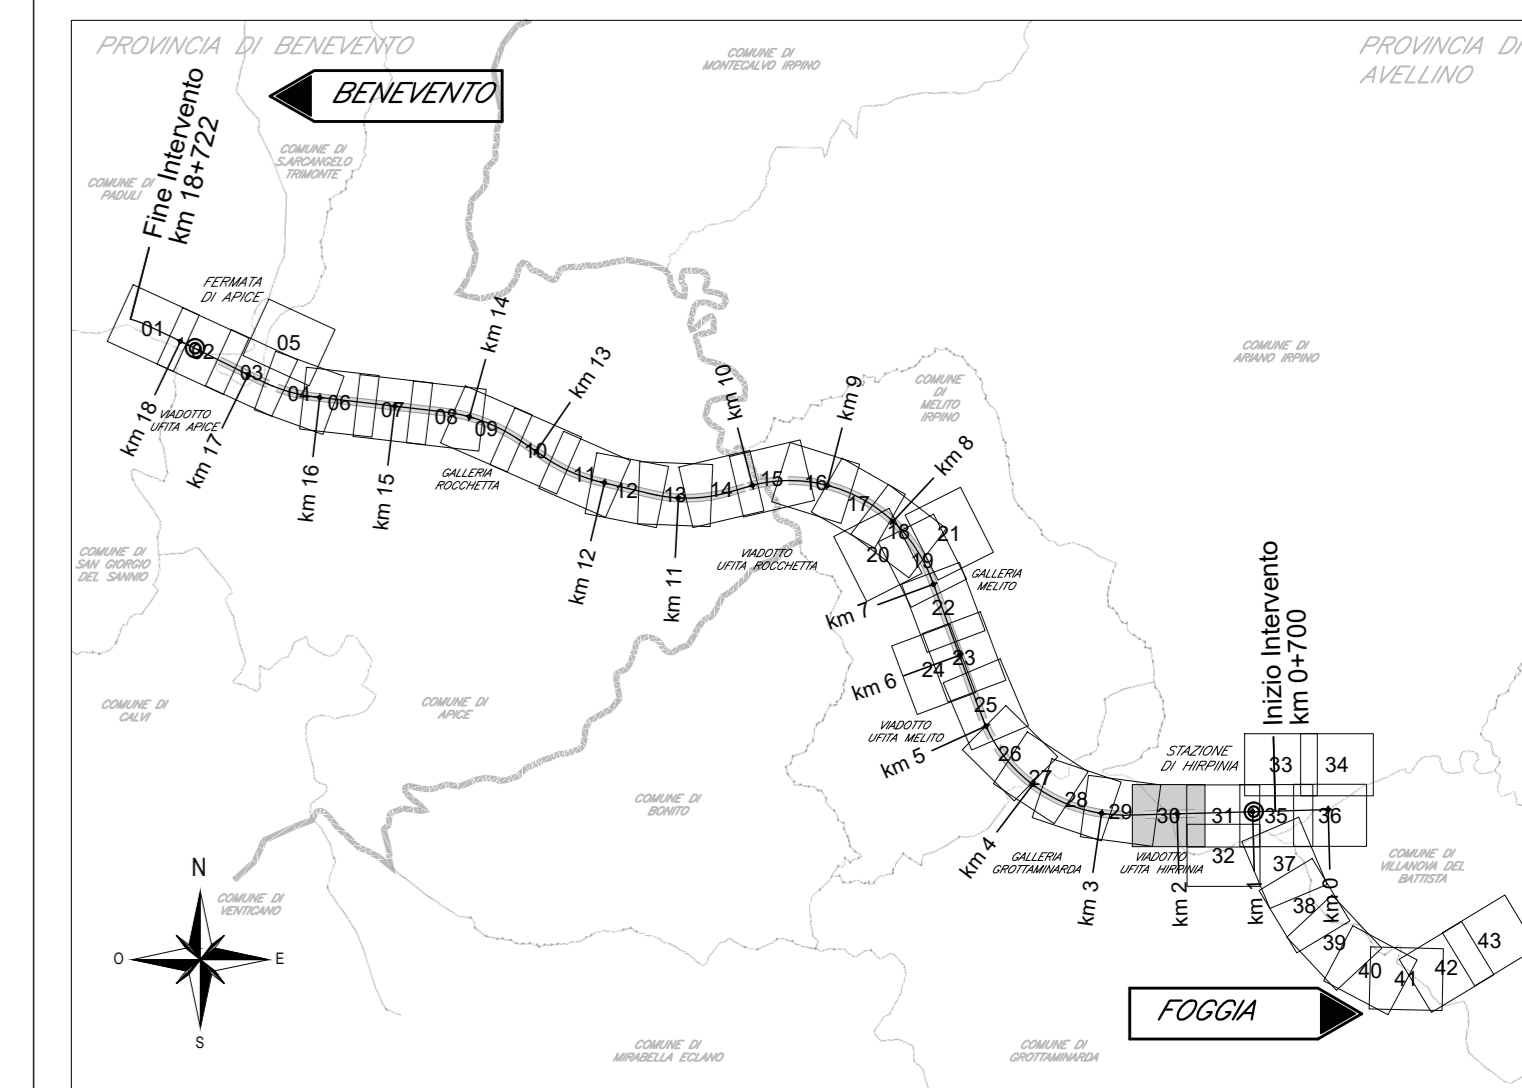 PROVINCIA DI BENEVENTO
COMUNE DI
MONTECALVO IRPINO
PROVINCIA DI
AVELLINO
BENEVENTO
Fine Intervento
km 18+722
COMUNE DI
S.ARCANGELO
TRIMONTE
COMUNE DI
PADULI
FERMATA
DI APICE
01
02
03
04
05
06
07
08
09
10
11
12
13
14
15
16
17
18
19
20
21
22
23
24
25
26
27
28
29
30
31
32
33
34
35
36
37
38
39
40
41
42
43
km 18
km 17
km 16
km 15
km 14
km 13
km 12
km 11
km 10
km 9
km 8
km 7
km 6
km 5
km 4
km 3
km 2
km 1
km 0
VIADOTTO
UFITA APICE
GALLERIA
ROCCHETTA
VIADOTTO
UFITA ROCCHETTA
COMUNE
DI
MELITO
IRPINO
COMUNE DI
ARIANO IRPINO
GALLERIA
MELITO
COMUNE DI
SAN GIORGIO
DEL SANNIO
COMUNE DI
CALVI
COMUNE DI
APICE
VIADOTTO
UFITA MELITO
Inizio Intervento
km 0+700
STAZIONE
DI HIRPINIA
COMUNE DI
BONITO
GALLERIA
GROTTAMINARDA
VIADOTTO
UFITA HIRPINIA
COMUNE DI
VILLANOVA DEL
BATTISTA
COMUNE DI
VENTICANO
N
O
E
S
FOGGIA
COMUNE DI
MIRABELLA ECLANO
COMUNE DI
GROTTAMINARDA